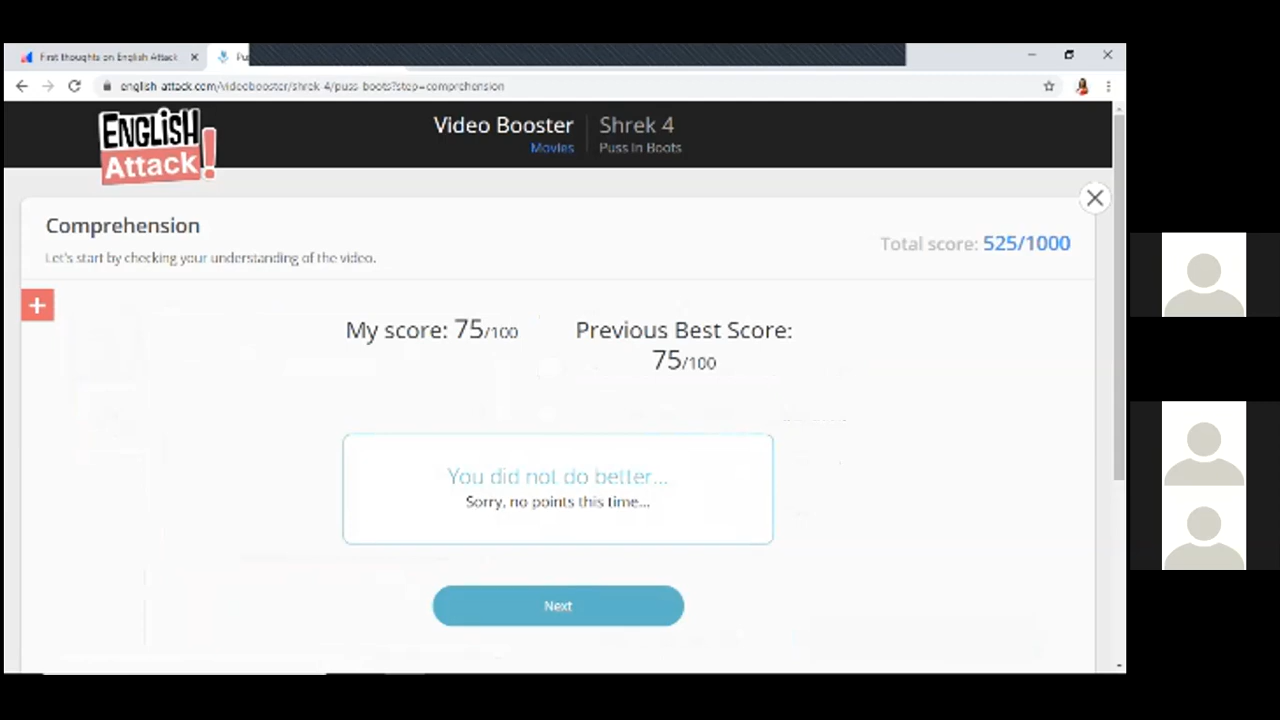 First thoughts on English Attack
Pu
english-attack.com/videobooster/shrek-4/puss-boots?step=comprehension
ENGLISH
Attack!
Video Booster
Movies
Shrek 4
Puss In Boots
Comprehension
Let's start by checking your understanding of the video.
Total score: 525/1000
+
My score: 75/100
Previous Best Score:
75/100
You did not do better...
Sorry, no points this time...
Next